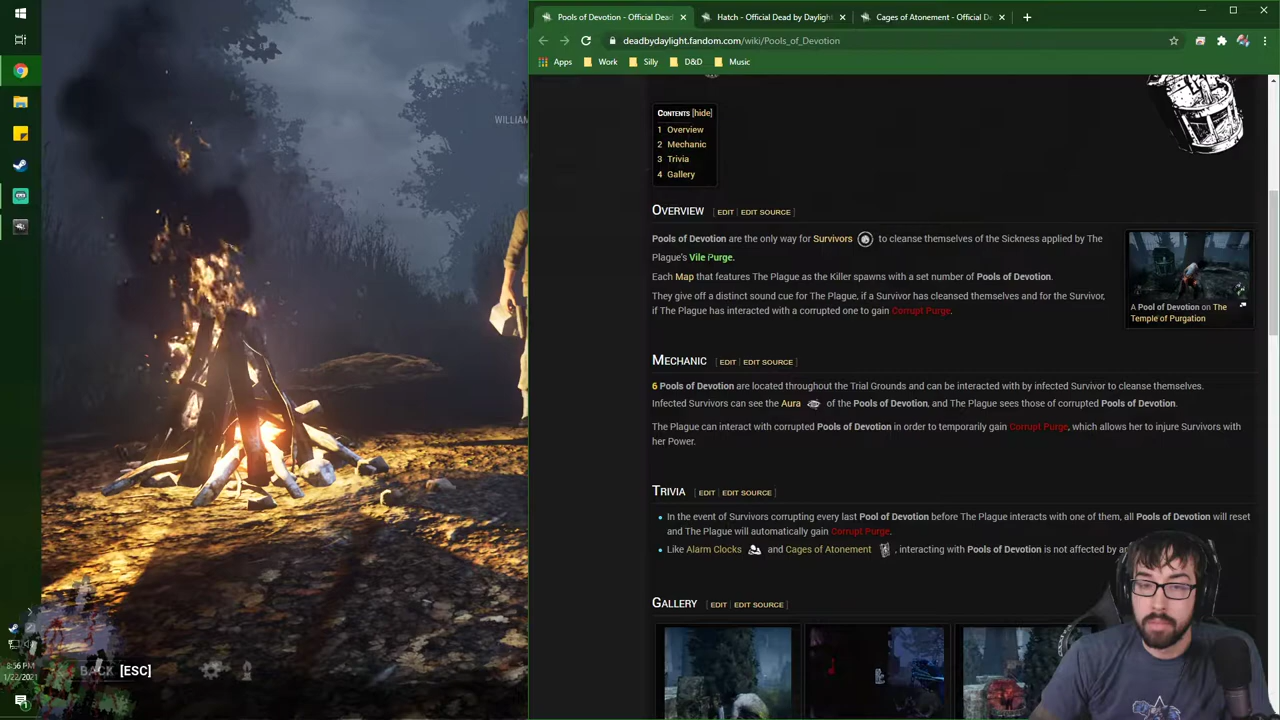 Pools of Devotion - Official Dead
Hatch - Official Dead by Daylight
Cages of Atonement - Official D
deadbydaylight.fandom.com/wiki/Pools_of_Devotion
Apps Work Silly D&D Music
WILLIAM
CONTENTS [hide]
1 Overview
2 Mechanic
3 Trivia
4 Gallery
OVERVIEW [ EDIT | EDIT SOURCE ]
Pools of Devotion are the only way for Survivors to cleanse themselves of the Sickness applied by The
Plague's Vile Purge.
Each Map that features The Plague as the Killer spawns with a set number of Pools of Devotion.
They give off a distinct sound cue for The Plague, if a Survivor has cleansed themselves and for the Survivor,
if The Plague has interacted with a corrupted one to gain Corrupt Purge.
A Pool of Devotion on The
Temple of Purgation
MECHANIC [ EDIT | EDIT SOURCE ]
6 Pools of Devotion are located throughout the Trial Grounds and can be interacted with by infected Survivor to cleanse themselves.
Infected Survivors can see the Aura of the Pools of Devotion, and The Plague sees those of corrupted Pools of Devotion.
The Plague can interact with corrupted Pools of Devotion in order to temporarily gain Corrupt Purge, which allows her to injure Survivors with
her Power.
TRIVIA [ EDIT | EDIT SOURCE ]
In the event of Survivors corrupting every last Pool of Devotion before The Plague interacts with one of them, all Pools of Devotion will reset
and The Plague will automatically gain Corrupt Purge.
Like Alarm Clocks and Cages of Atonement , interacting with Pools of Devotion is not affected by an
GALLERY [ EDIT | EDIT SOURCE ]
BACK [ESC]
8:56 PM
1/22/2021